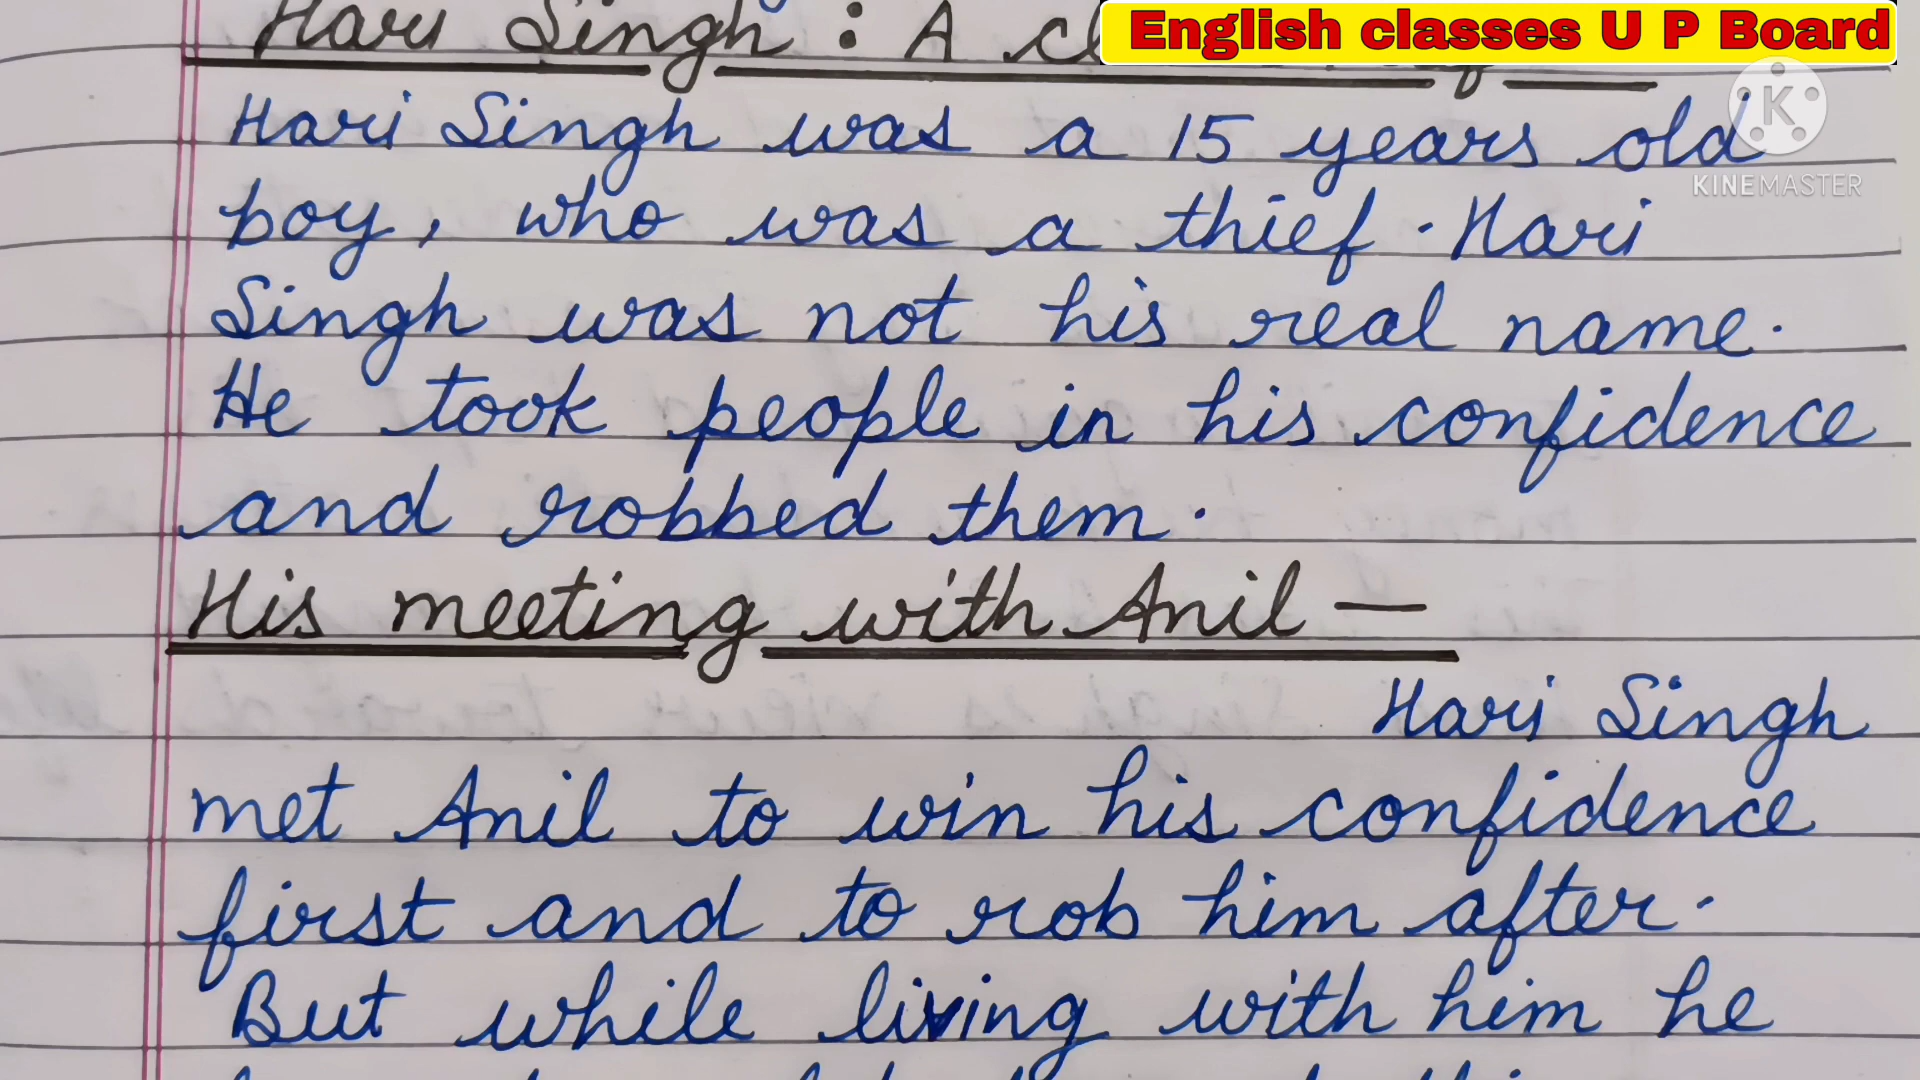 English classes U P Board
Hari Singh : A
Hari Singh was a 15 years old
boy, who was a thief. Hari
Singh was not his real name.
He took people in his confidence
and robbed them.
His meeting with Anil —
Hari Singh
met Anil to win his confidence
first and to rob him after.
But while living with him he
K
KINEMASTER